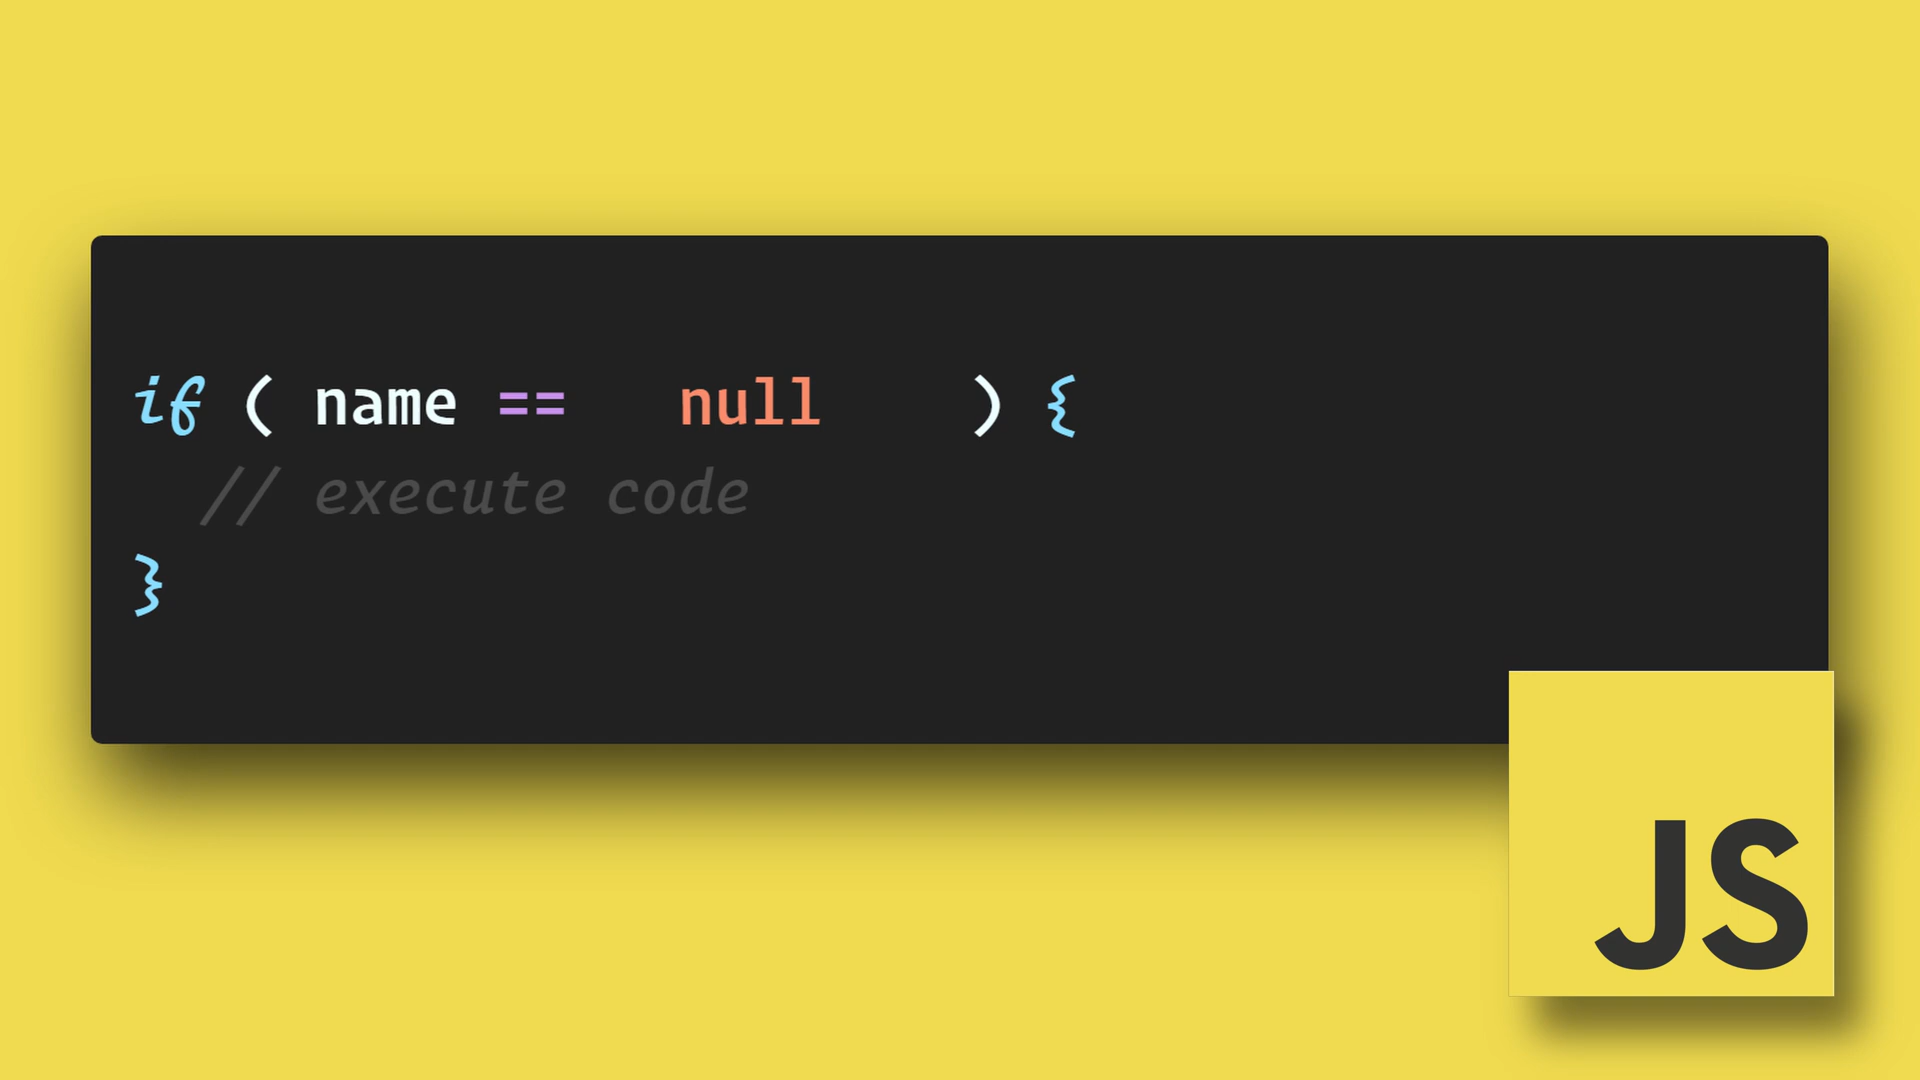 if ( name == null ) {
// execute code
}
JS